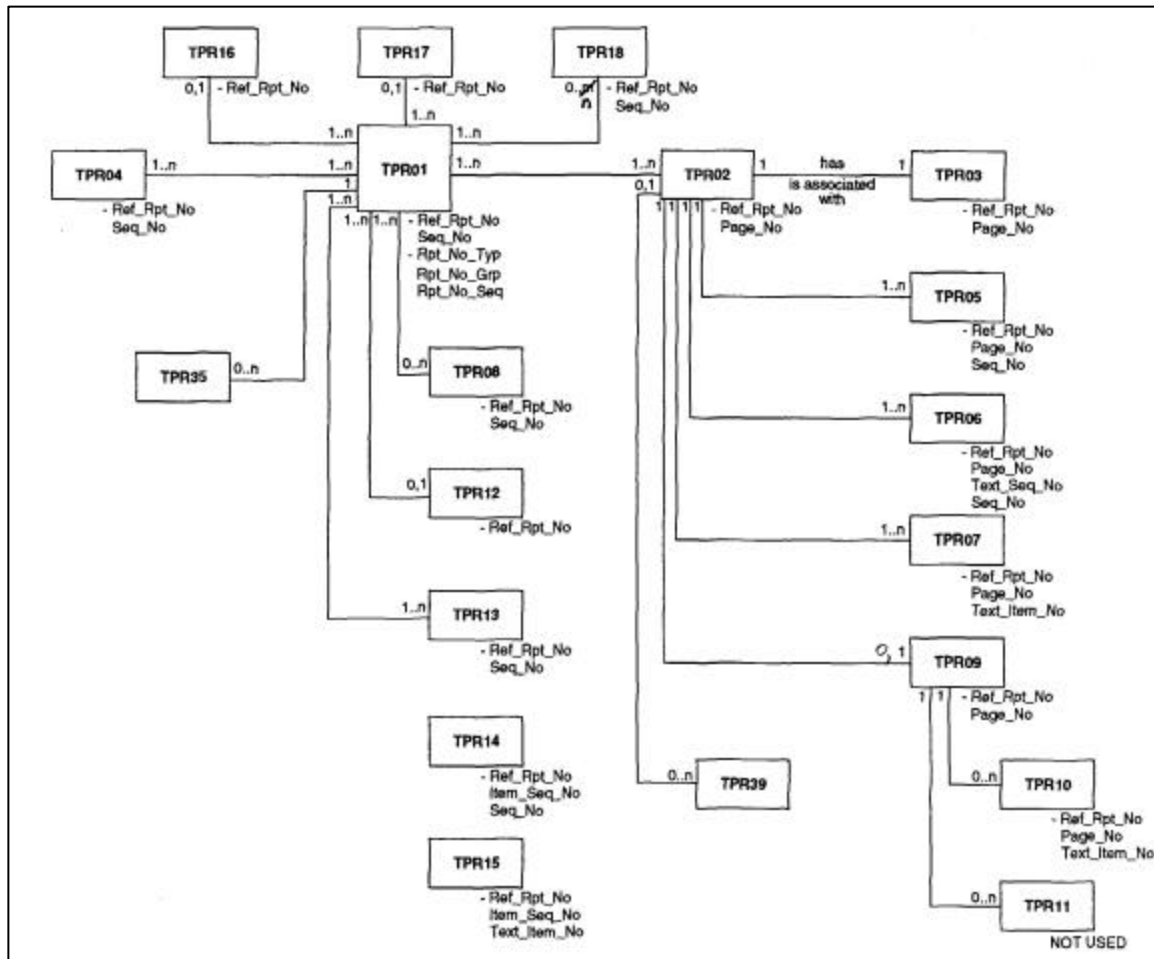 TPR16
TPR17
TPR18
0,1
- Ref_Rpt_No
0,1
- Ref_Rpt_No
0..n
n
- Ref_Rpt_No
Seq_No
1..n
1..n
1..n
TPR04
1..n
1..n
TPR01
1..n
1..n
TPR02
1
has
1
TPR03
is associated
with
- Ref_Rpt_No
Seq_No
1
1..n
1..n
1..n
- Ref_Rpt_No
Seq_No
- Rpt_No_Typ
Rpt_No_Grp
Rpt_No_Seq
0,1
1
1
1
1
- Ref_Rpt_No
Page_No
- Ref_Rpt_No
Page_No
1..n
TPR05
- Ref_Rpt_No
Page_No
Seq_No
TPR35
0..n
0..n
TPR08
- Ref_Rpt_No
Seq_No
1..n
TPR06
- Ref_Rpt_No
Page_No
Text_Seq_No
Seq_No
0,1
TPR12
- Ref_Rpt_No
1..n
TPR07
- Ref_Rpt_No
Page_No
Text_Item_No
1..n
TPR13
- Ref_Rpt_No
Seq_No
0, 1
TPR09
1
1
- Ref_Rpt_No
Page_No
TPR14
- Ref_Rpt_No
Item_Seq_No
Seq_No
0..n
TPR39
0..n
TPR10
- Ref_Rpt_No
Page_No
Text_Item_No
TPR15
- Ref_Rpt_No
Item_Seq_No
Text_Item_No
0..n
TPR11
NOT USED